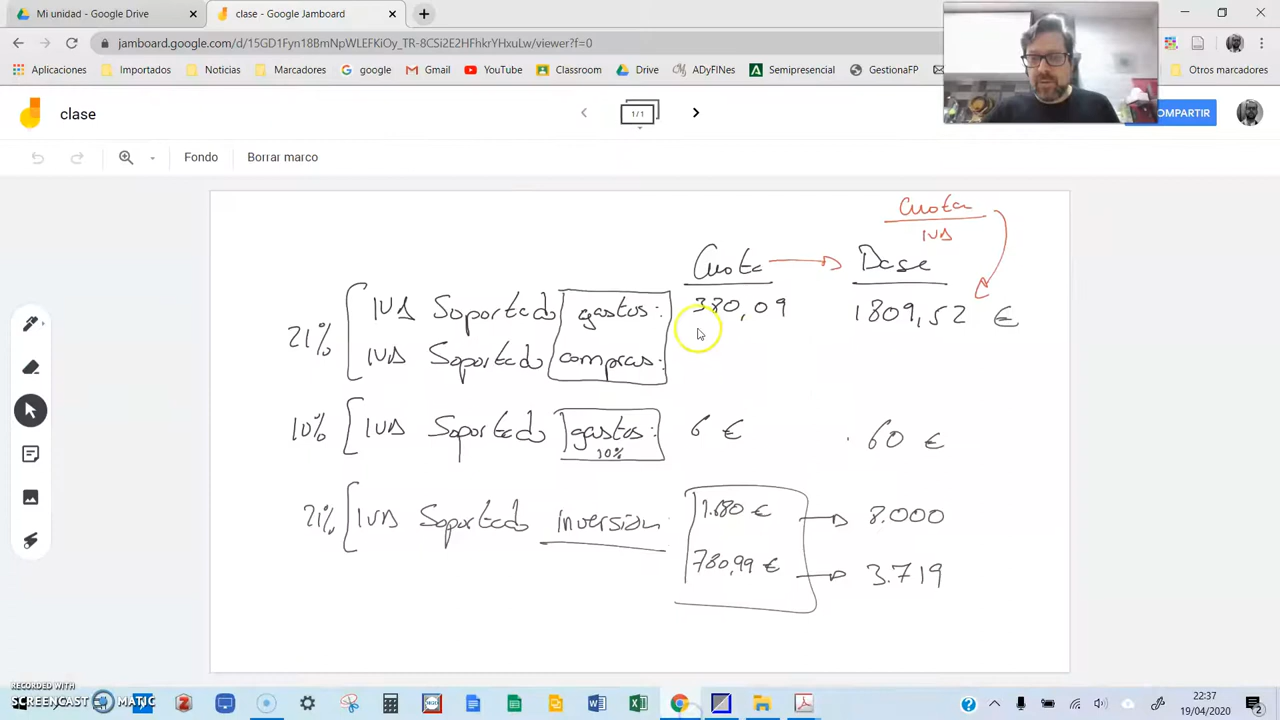 Mi unidad - Google Drive
clase - Google Jamboard
jamboard.google.com/d/15GD1Fyn18BmNpWLEFKiOy_TR-8CSi2E2HFhkrYHxuLw/viewer?f=0
Aplicaciones Importados Noticias Marcadores google Gmail YouTube Classroom Drive ADyFINes Semipresencial GestionaFP Otros marcadores
clase
1/1
COMPARTIR
Fondo Borrar marco
Cuota
IVA
Cuota Base
21% IVA Soportado gastos: 380,09 1809,52 €
IVA Soportado compras:
10% IVA Soportado gastos: 6 € 60 €
10%
21% IVA Soportado inversion 1.680 € 8.000
780,99 € 3.719
RECORDED WITH
SCREENCAST MATIC
22:37
19/04/2020
2